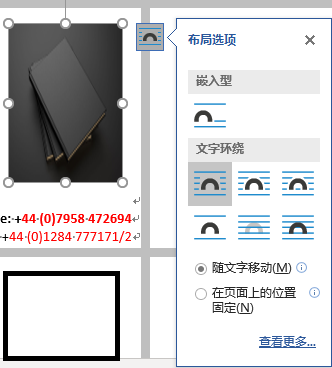 布局选项
嵌入型
文字环绕
e:·+44·(0)7958·472694
+44·(0)1284·777171/2
随文字移动(M)
在页面上的位置
固定(N)
查看更多...